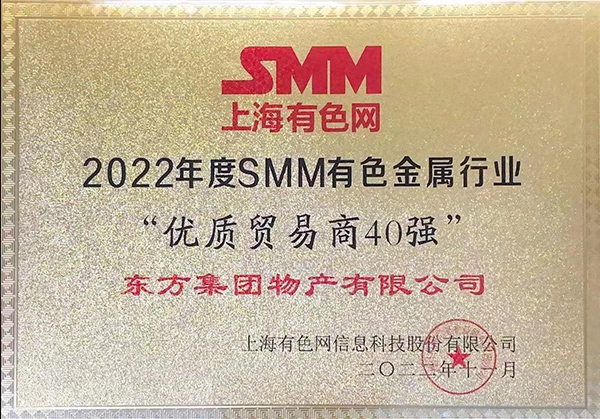 SMM
上海有色网
2022年度SMM有色金属行业
“优质贸易商40强”
东方集团物产有限公司
上海有色网信息科技股份有限公司
二〇二三年十一月